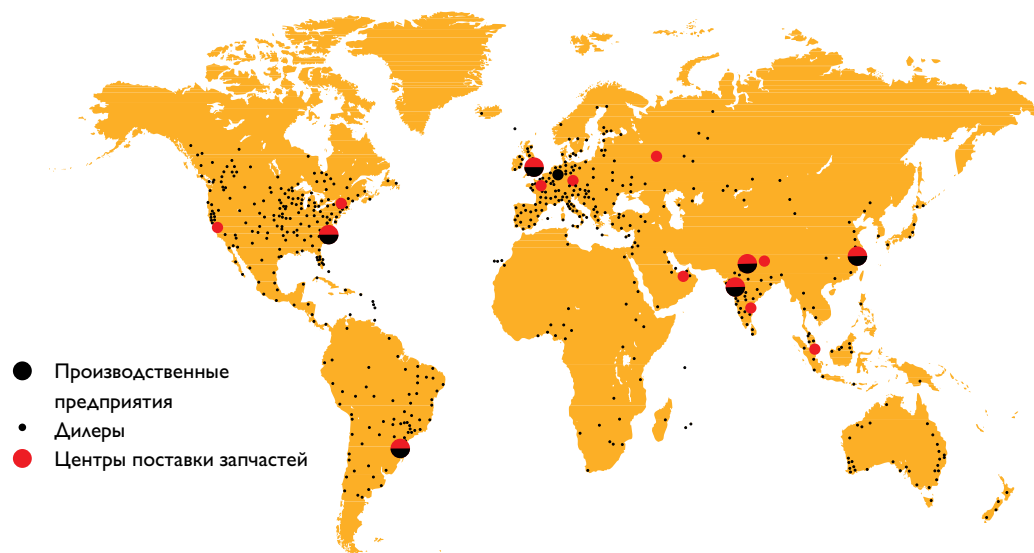 Производственные
предприятия
Дилеры
Центры поставки запчастей